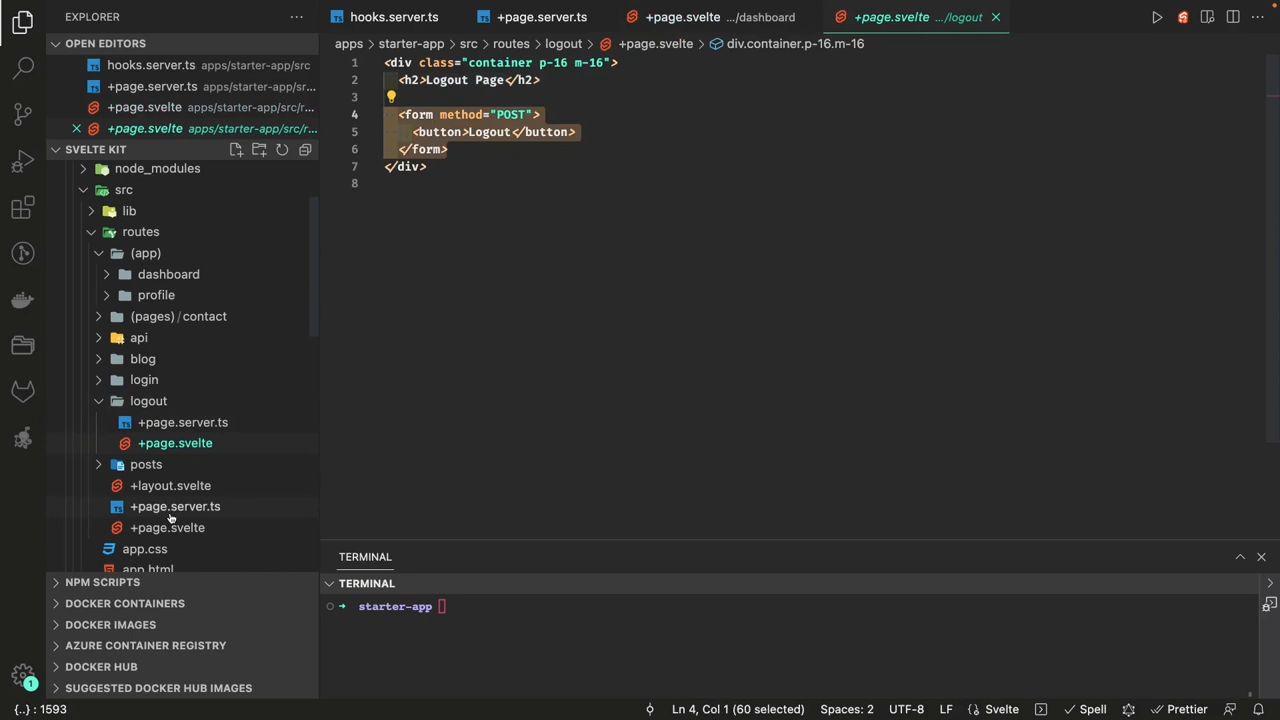 EXPLORER
OPEN EDITORS
hooks.server.ts apps/starter-app/src
+page.server.ts apps/starter-app/sr...
+page.svelte apps/starter-app/src/r...
+page.svelte apps/starter-app/src/r...
SVELTE KIT
node_modules
src
lib
routes
(app)
dashboard
profile
(pages) / contact
api
blog
login
logout
+page.server.ts
+page.svelte
posts
+layout.svelte
+page.server.ts
+page.svelte
app.css
app.html
NPM SCRIPTS
DOCKER CONTAINERS
DOCKER IMAGES
AZURE CONTAINER REGISTRY
DOCKER HUB
SUGGESTED DOCKER HUB IMAGES
hooks.server.ts +page.server.ts +page.svelte .../dashboard +page.svelte .../logout
apps starter-app src routes logout +page.svelte div.container.p-16.m-16
1 <div class="container p-16 m-16">
2 <h2>Logout Page</h2>
3
4 <form method="POST">
5 <button>Logout</button>
6 </form>
7 </div>
8
TERMINAL
TERMINAL
starter-app
1
{..} : 1593 Ln 4, Col 1 (60 selected) Spaces: 2 UTF-8 LF Svelte Spell Prettier